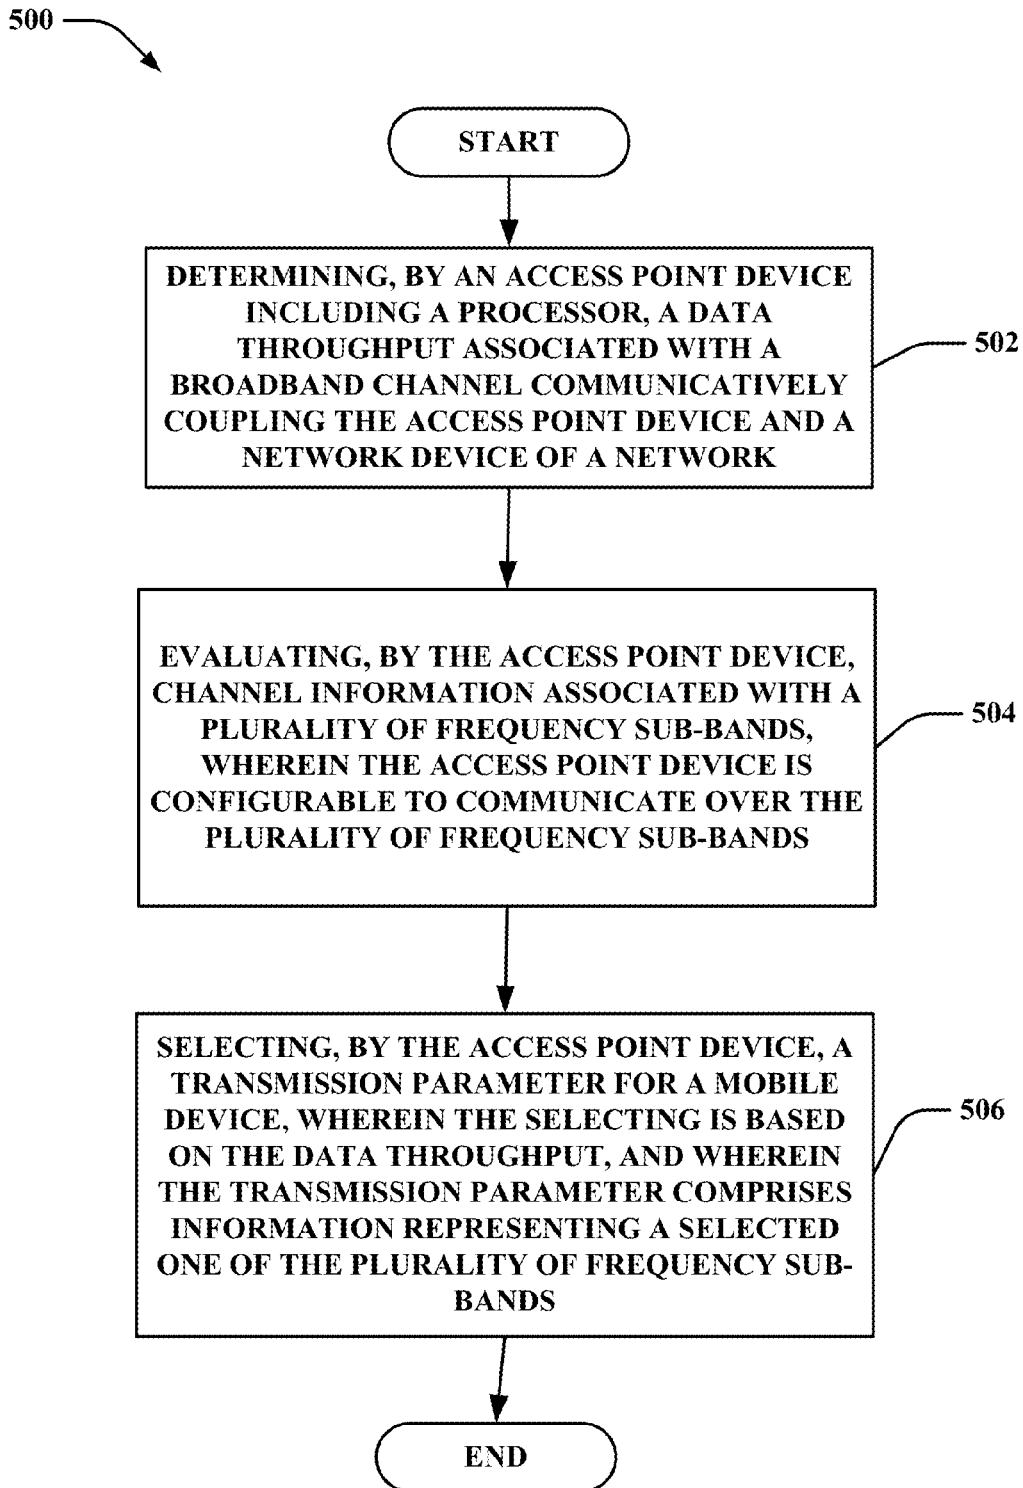 500
START
DETERMINING, BY AN ACCESS POINT DEVICE
INCLUDING A PROCESSOR, A DATA
THROUGHPUT ASSOCIATED WITH A
BROADBAND CHANNEL COMMUNICATIVELY
COUPLING THE ACCESS POINT DEVICE AND A
NETWORK DEVICE OF A NETWORK
502
EVALUATING, BY THE ACCESS POINT DEVICE,
CHANNEL INFORMATION ASSOCIATED WITH A
PLURALITY OF FREQUENCY SUB-BANDS,
WHEREIN THE ACCESS POINT DEVICE IS
CONFIGURABLE TO COMMUNICATE OVER THE
PLURALITY OF FREQUENCY SUB-BANDS
504
SELECTING, BY THE ACCESS POINT DEVICE, A
TRANSMISSION PARAMETER FOR A MOBILE
DEVICE, WHEREIN THE SELECTING IS BASED
ON THE DATA THROUGHPUT, AND WHEREIN
THE TRANSMISSION PARAMETER COMPRISES
INFORMATION REPRESENTING A SELECTED
ONE OF THE PLURALITY OF FREQUENCY SUB-
BANDS
506
END